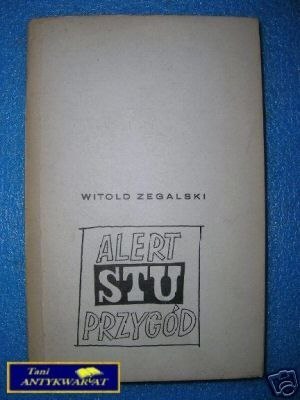 WITOLD ZEGALSKI
ALERT
STU
PRZYGÓD
Tani
ANTYKWARIAT